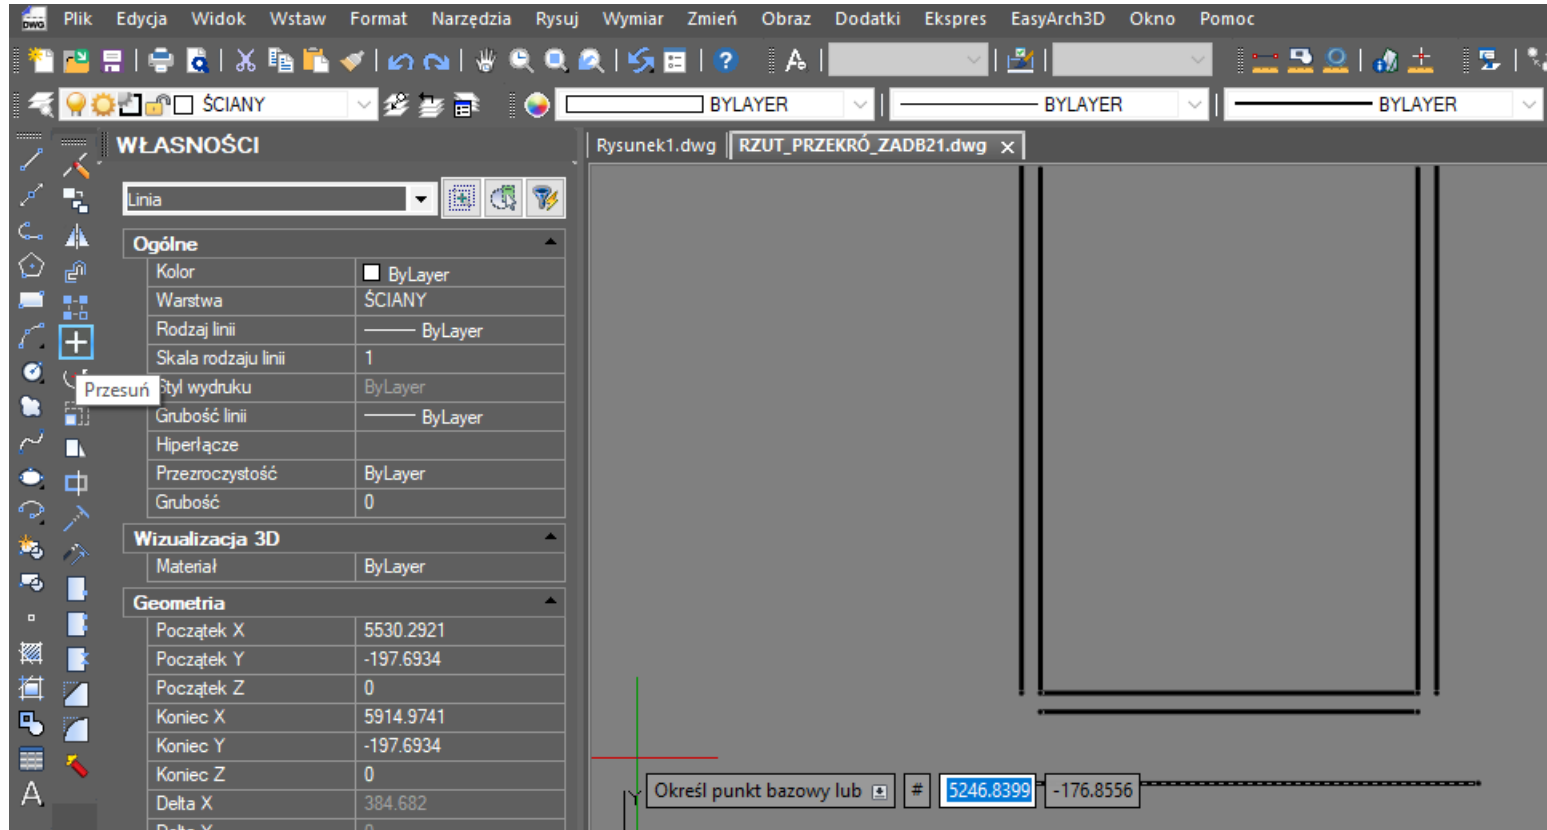 DWG Plik Edycja Widok Wstaw Format Narzędzia Rysuj Wymiar Zmień Obraz Dodatki Ekspres EasyArch3D Okno Pomoc
ŚCIANY BYLAYER BYLAYER BYLAYER
WŁASNOŚCI
Rysunek1.dwg RZUT_PRZEKRÓ_ZADB21.dwg
Linia
Ogólne
Kolor ByLayer
Warstwa ŚCIANY
Rodzaj linii ByLayer
Skala rodzaju linii 1
Przesuń
Styl wydruku ByLayer
Grubość linii ByLayer
Hiperłącze
Przezroczystość ByLayer
Grubość 0
Wizualizacja 3D
Materiał ByLayer
Geometria
Początek X 5530.2921
Początek Y -197.6934
Początek Z 0
Koniec X 5914.9741
Koniec Y -197.6934
Koniec Z 0
Delta X 384.682
Y
Określ punkt bazowy lub # 5246.8399 -176.8556